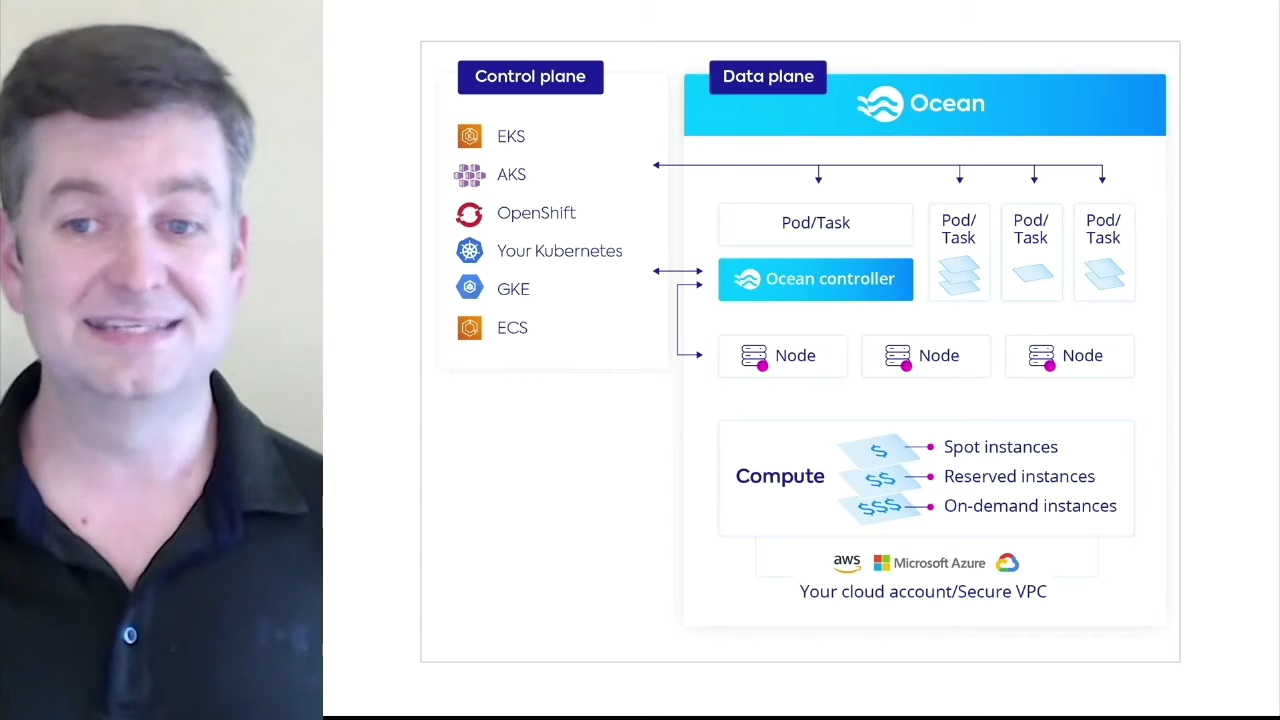 Control plane
EKS
AKS
OpenShift
Your Kubernetes
GKE
ECS
Data plane
Ocean
Pod/Task
Pod/
Task
Pod/
Task
Pod/
Task
Ocean controller
Node
Node
Node
Compute
$
$$
$$$
Spot instances
Reserved instances
On-demand instances
aws
Microsoft Azure
Your cloud account/Secure VPC